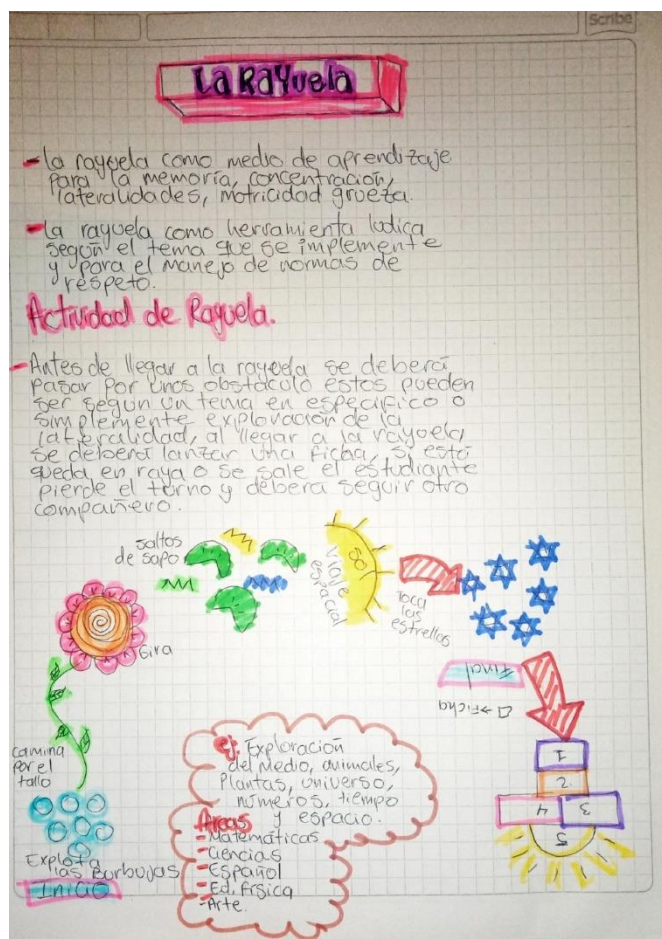 Scribe
La Rayuela
- La rayuela como medio de aprendizaje
para la memoria, concentración,
lateralidades, motricidad grueza.
- La rayuela como herramienta ludica
según el tema que se implemente
y para el manejo de normas de
respeto.
Actividad de Rayuela.
- Antes de llegar a la rayuela se deberá
pasar por unos obstáculo estos pueden
ser segun un tema en especifico o
simplemente exploración de la
lateralidad, al llegar a la rayuela,
se deberá lanzar una ficha, si está
queda en raya o se sale el estudiante
pierde el turno y debera seguir otro
compañero.
saltos
de sapo
Sol
Viaje
espacial
toca
las
estrellas
Gira
Final
→ Ficha
1
2
3
4
5
camina
por el
tallo
Explota
las Burbujas
Inicio
ej: Exploración
del Medio, animales,
Plantas, universo,
números, tiempo
y espacio.
Areas
- Matemáticas
- Ciencias
- Español
- Ed. física
- Arte.